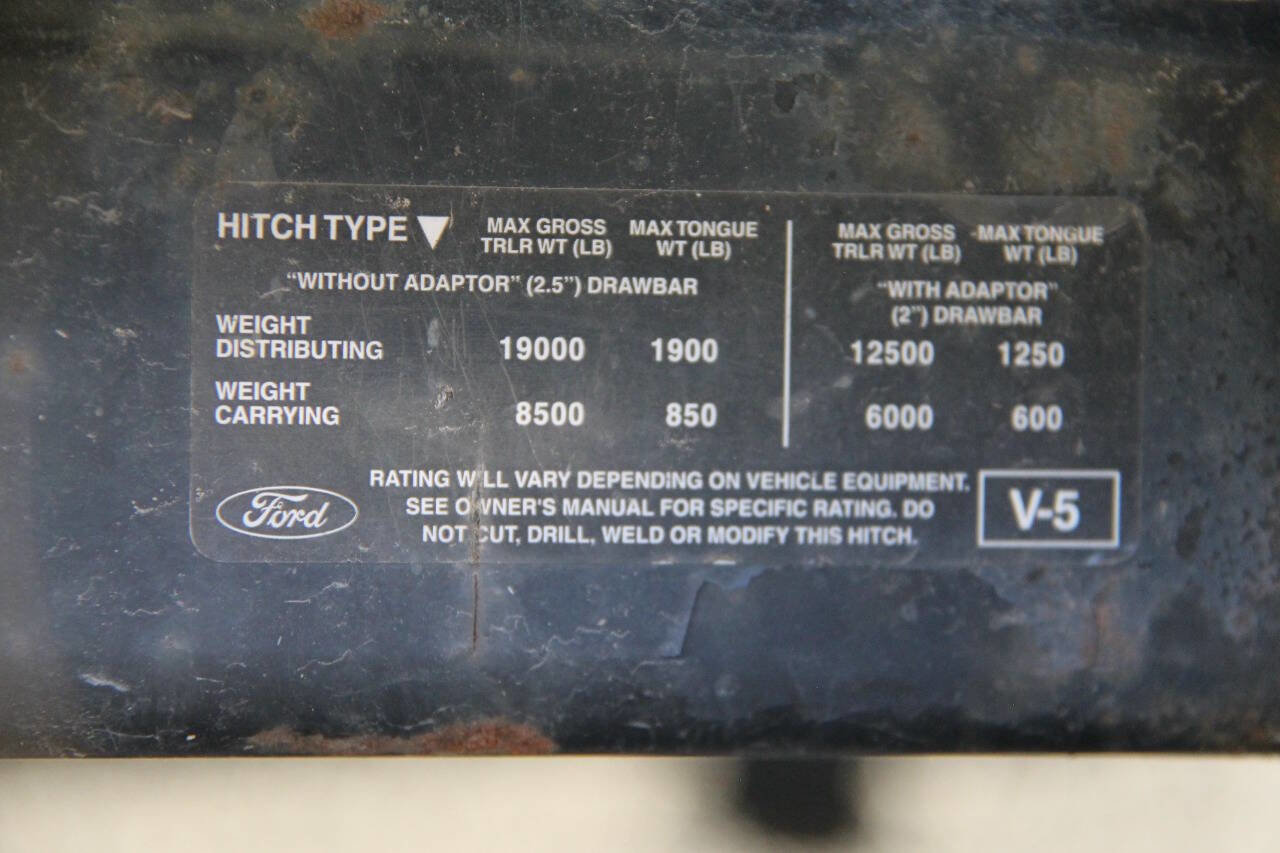 HITCH TYPE ▼ MAX GROSS TRLR WT (LB) MAX TONGUE WT (LB) MAX GROSS TRLR WT (LB) MAX TONGUE WT (LB)
"WITHOUT ADAPTOR" (2.5") DRAWBAR
"WITH ADAPTOR"
(2") DRAWBAR
WEIGHT
DISTRIBUTING 19000 1900 12500 1250
WEIGHT
CARRYING 8500 850 6000 600
RATING WILL VARY DEPENDING ON VEHICLE EQUIPMENT.
SEE OWNER'S MANUAL FOR SPECIFIC RATING. DO
NOT CUT, DRILL, WELD OR MODIFY THIS HITCH.
Ford
V-5